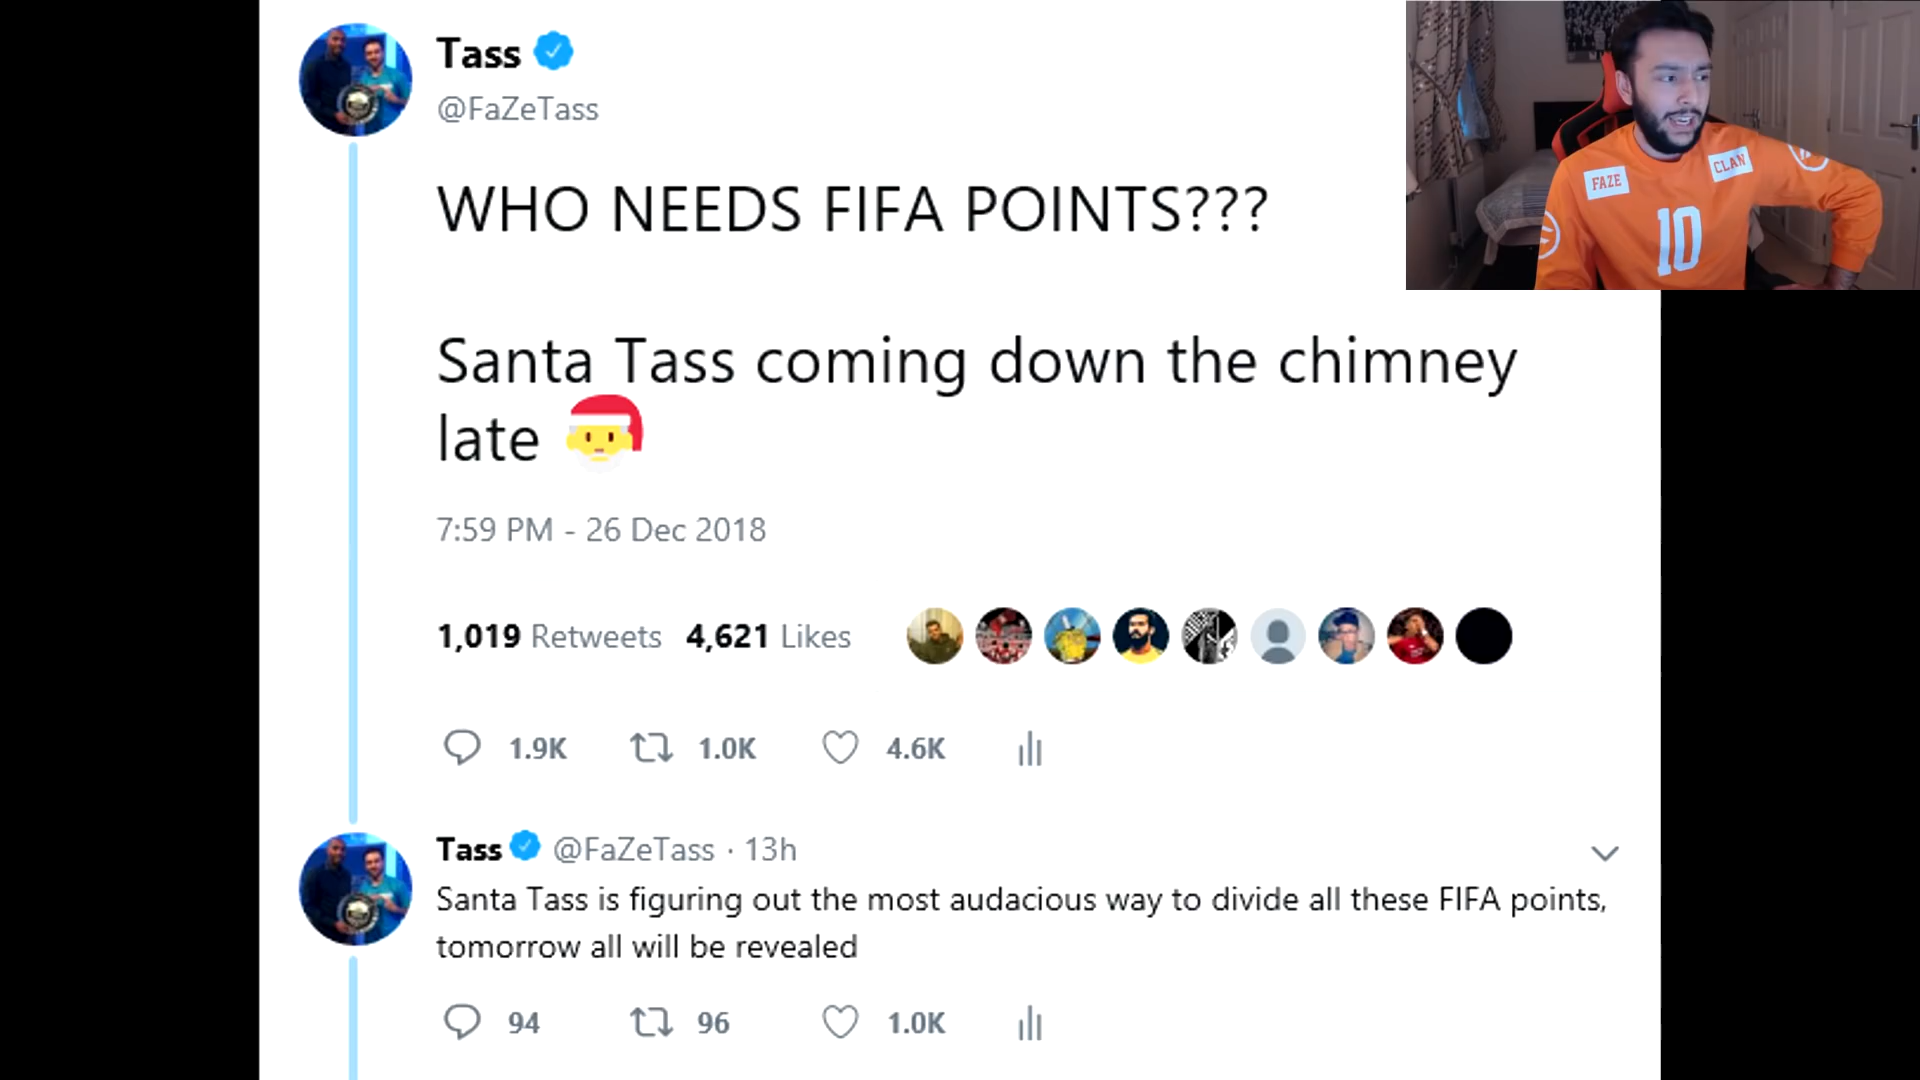 Tass
@FaZeTass
WHO NEEDS FIFA POINTS???
Santa Tass coming down the chimney
late
7:59 PM - 26 Dec 2018
1,019 Retweets 4,621 Likes
1.9K 1.0K 4.6K
Tass @FaZeTass · 13h
Santa Tass is figuring out the most audacious way to divide all these FIFA points,
tomorrow all will be revealed
94 96 1.0K
FAZE
CLAN
10